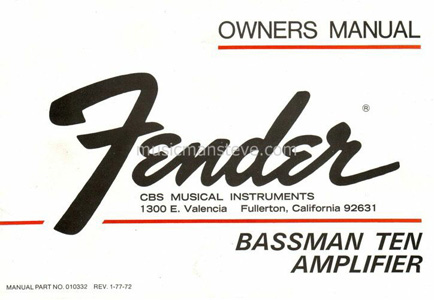 OWNERS MANUAL
Fender®
musicmansteve.com
CBS MUSICAL INSTRUMENTS
1300 E. Valencia Fullerton, California 92631
BASSMAN TEN
AMPLIFIER
MANUAL PART NO. 010332 REV. 1-77-72